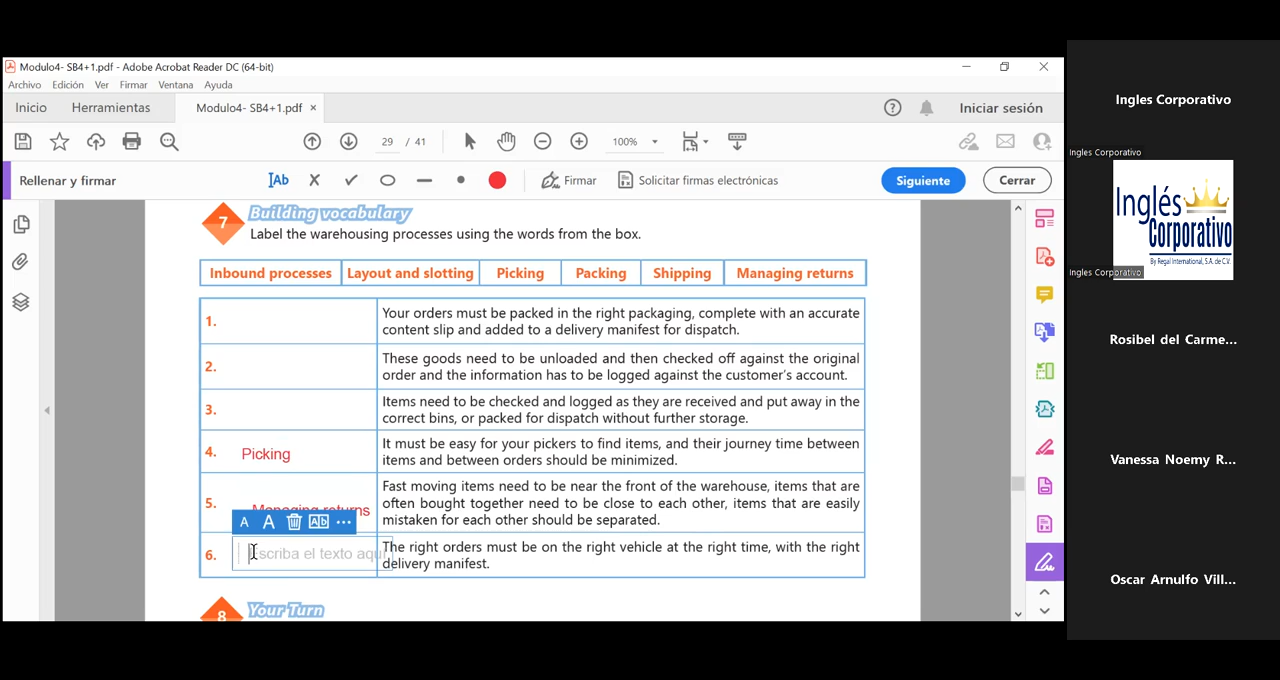 Modulo4- SB4+1.pdf - Adobe Acrobat Reader DC (64-bit)
Archivo Edición Ver Firmar Ventana Ayuda
Inicio Herramientas Modulo4- SB4+1.pdf × Iniciar sesión
29 / 41 100%
Rellenar y firmar Ab Firmar Solicitar firmas electrónicas Siguiente Cerrar
7 Building vocabulary
Label the warehousing processes using the words from the box.
Inbound processes Layout and slotting Picking Packing Shipping Managing returns
1. Your orders must be packed in the right packaging, complete with an accurate
content slip and added to a delivery manifest for dispatch.
2. These goods need to be unloaded and then checked off against the original
order and the information has to be logged against the customer's account.
3. Items need to be checked and logged as they are received and put away in the
correct bins, or packed for dispatch without further storage.
4. Picking It must be easy for your pickers to find items, and their journey time between
items and between orders should be minimized.
5. Managing returns Fast moving items need to be near the front of the warehouse, items that are
often bought together need to be close to each other, items that are easily
mistaken for each other should be separated.
A A Ab
6. Escriba el texto aquí The right orders must be on the right vehicle at the right time, with the right
delivery manifest.
8 Your Turn
Ingles Corporativo
Ingles Corporativo
Inglés
Corporativo
By Regal International, S.A. de C.V.
Ingles Corporativo
Rosibel del Carme...
Vanessa Noemy R...
Oscar Arnulfo Vill...